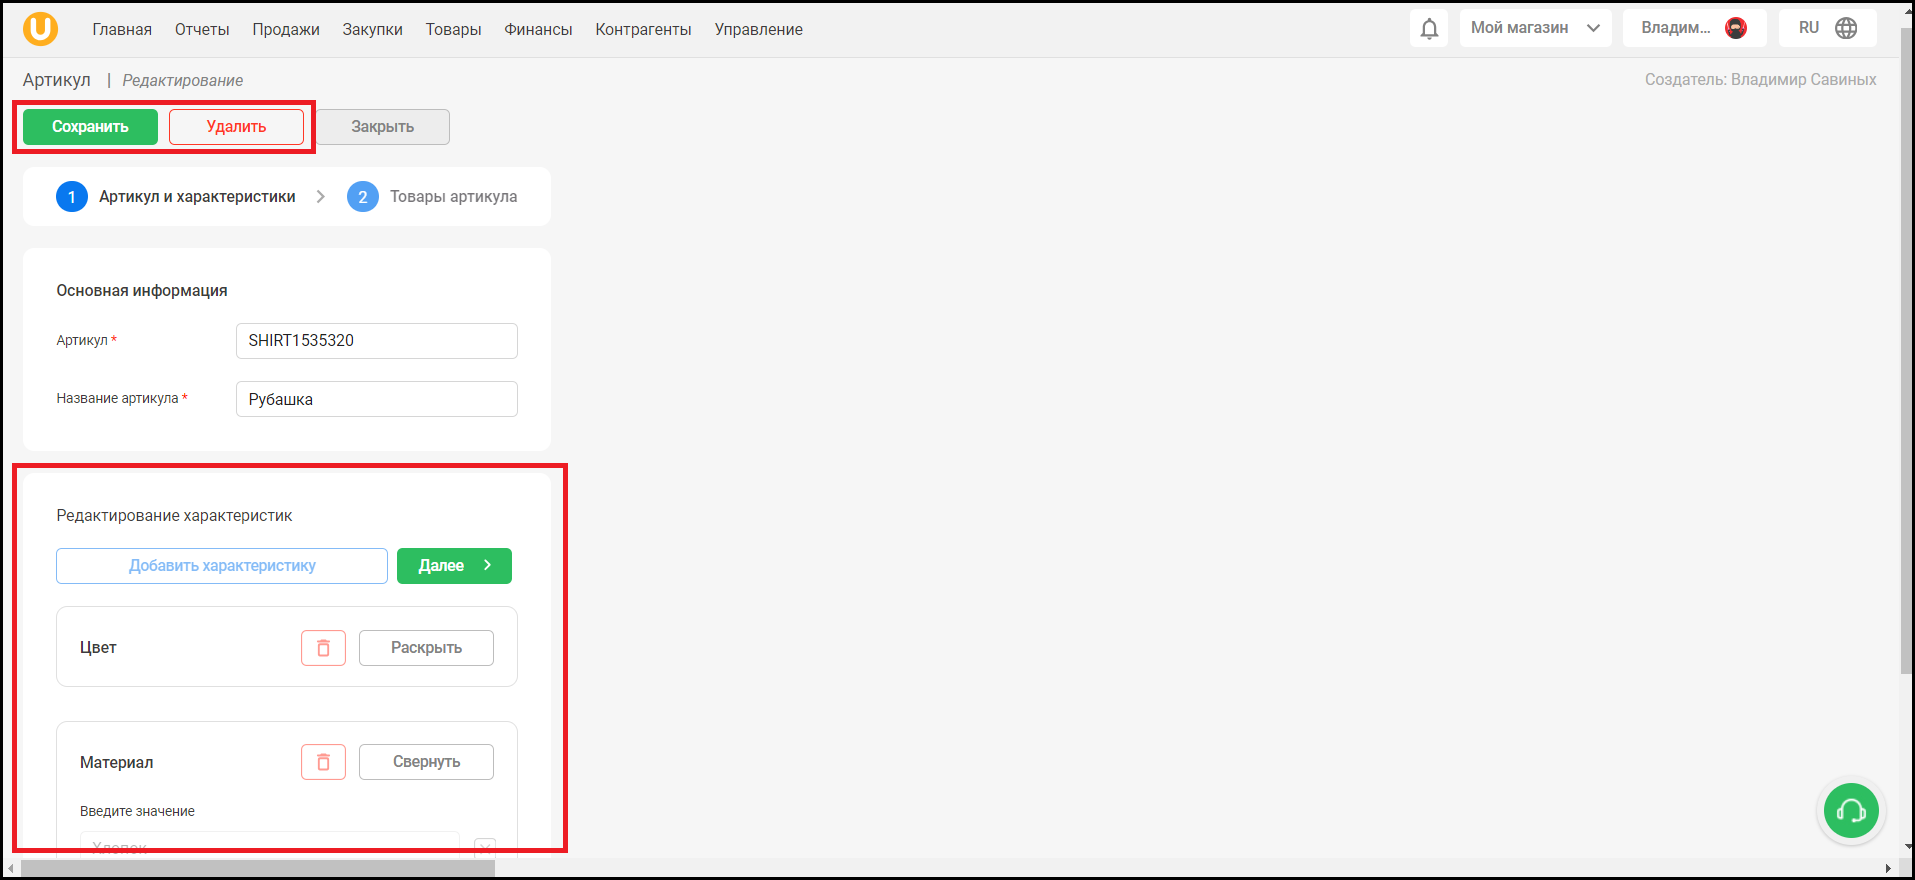 Главная Отчеты Продажи Закупки Товары Финансы Контрагенты Управление Мой магазин Владим... RU
Артикул | Редактирование Создатель: Владимир Савиных
Сохранить Удалить Закрыть
1 Артикул и характеристики 2 Товары артикула
Основная информация
Артикул * SHIRT1535320
Название артикула * Рубашка
Редактирование характеристик
Добавить характеристику Далее
Цвет Раскрыть
Материал Свернуть
Введите значение
Хлопок